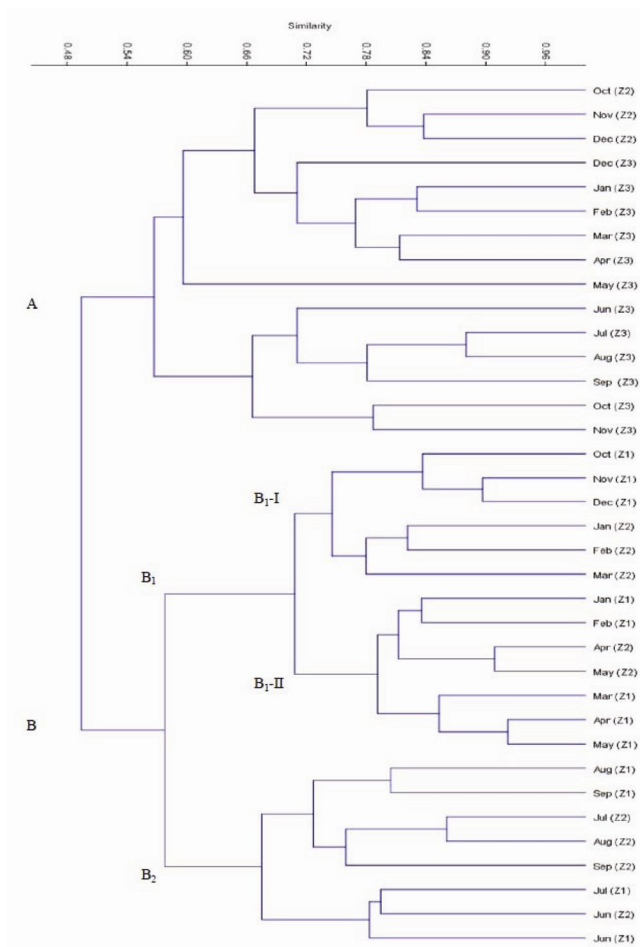 Similarity
0.48 0.54 0.60 0.66 0.72 0.78 0.84 0.90 0.96
Oct (Z2)
Nov (Z2)
Dec (Z2)
Dec (Z3)
Jan (Z3)
Feb (Z3)
Mar (Z3)
Apr (Z3)
May (Z3)
A
Jun (Z3)
Jul (Z3)
Aug (Z3)
Sep (Z3)
Oct (Z3)
Nov (Z3)
Oct (Z1)
Nov (Z1)
B₁-I
Dec (Z1)
Jan (Z2)
Feb (Z2)
Mar (Z2)
B₁
Jan (Z1)
Feb (Z1)
Apr (Z2)
May (Z2)
B₁-II
Mar (Z1)
Apr (Z1)
B
May (Z1)
Aug (Z1)
Sep (Z1)
Jul (Z2)
Aug (Z2)
Sep (Z2)
B₂
Jul (Z1)
Jun (Z2)
Jun (Z1)